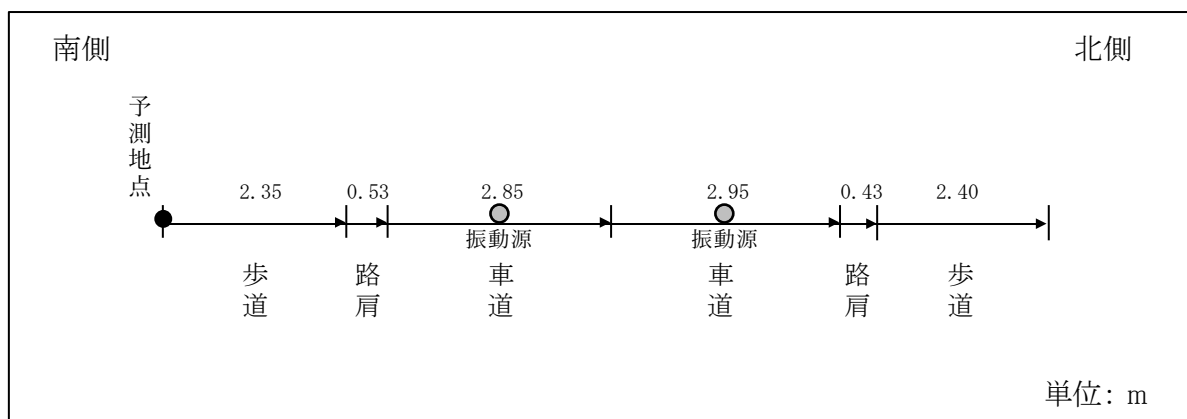 南側
北側
予測地点
2.35
0.53
2.85
2.95
0.43
2.40
振動源
振動源
歩道
路肩
車道
車道
路肩
歩道
単位: m